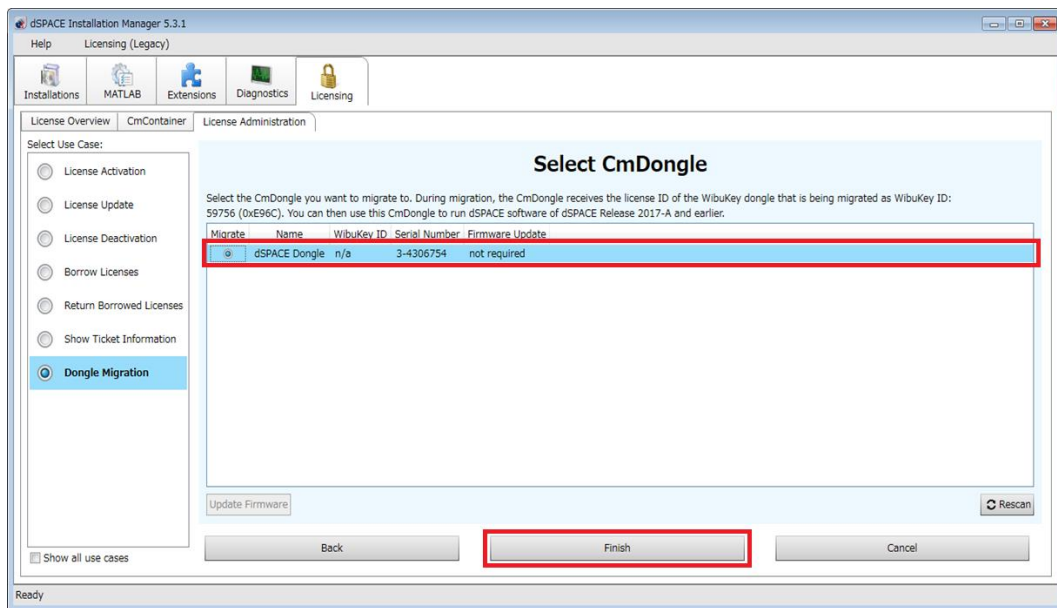 dSPACE Installation Manager 5.3.1
Help Licensing (Legacy)
Installations MATLAB Extensions Diagnostics Licensing
License Overview CmContainer License Administration
Select Use Case:
License Activation
License Update
License Deactivation
Borrow Licenses
Return Borrowed Licenses
Show Ticket Information
Dongle Migration
Show all use cases
Select CmDongle
Select the CmDongle you want to migrate to. During migration, the CmDongle receives the license ID of the WibuKey dongle that is being migrated as WibuKey ID:
59756 (0xE96C). You can then use this CmDongle to run dSPACE software of dSPACE Release 2017-A and earlier.
Migrate Name WibuKey ID Serial Number Firmware Update
dSPACE Dongle n/a 3-4306754 not required
Update Firmware Rescan
Back Finish Cancel
Ready